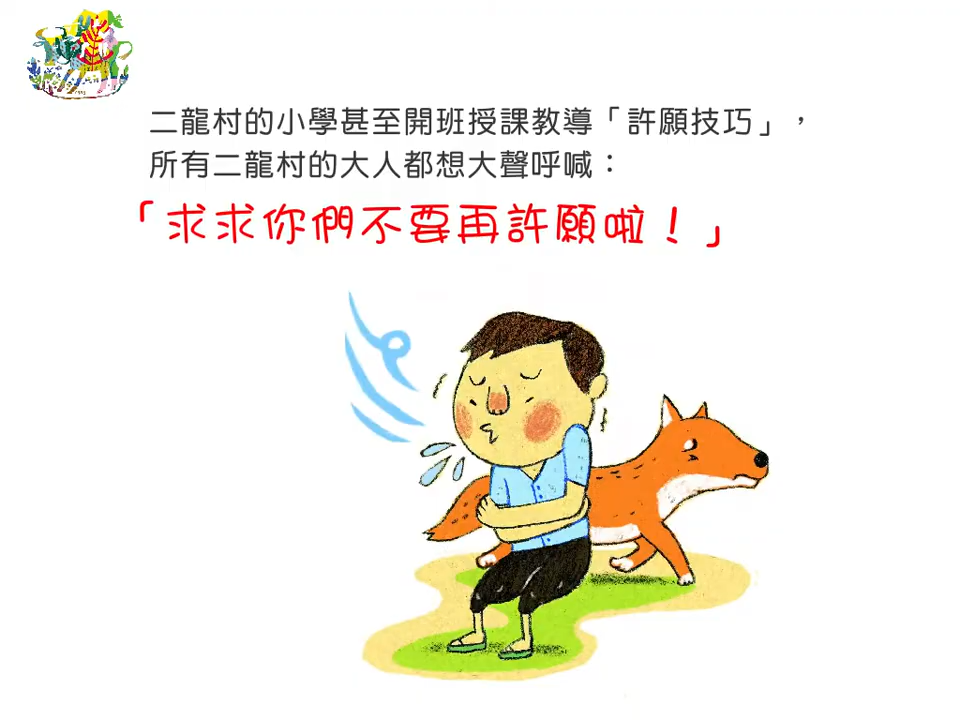 二龍村的小學甚至開班授課教導「許願技巧」，
所有二龍村的大人都想大聲呼喊：
「求求你們不要再許願啦！」